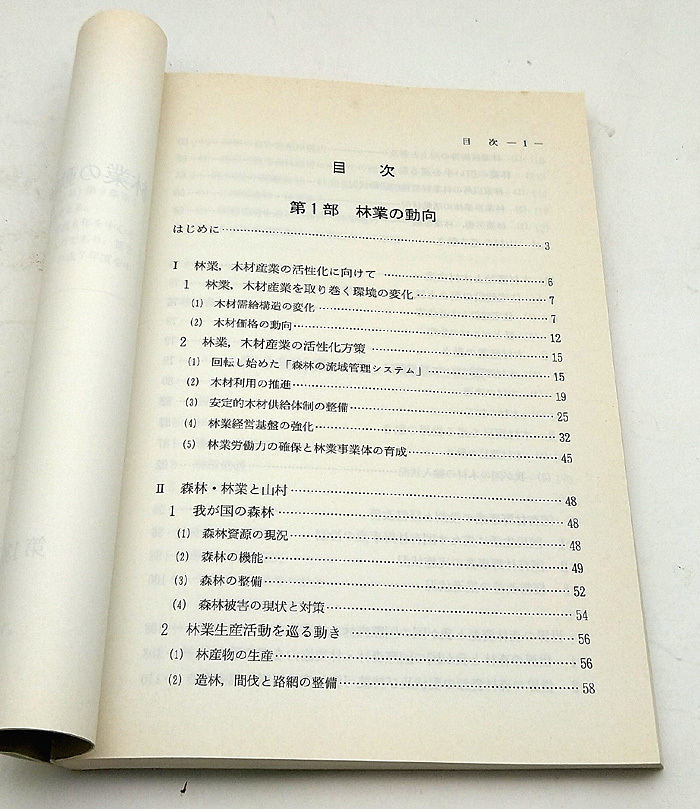 目 次 ―1―
目 次
第1部 林業の動向
はじめに……3
Ⅰ 林業，木材産業の活性化に向けて……6
1 林業，木材産業を取り巻く環境の変化……7
(1) 木材需給構造の変化……7
(2) 木材価格の動向……12
2 林業，木材産業の活性化方策……15
(1) 回転し始めた「森林の流域管理システム」……15
(2) 木材利用の推進……19
(3) 安定的木材供給体制の整備……25
(4) 林業経営基盤の強化……32
(5) 林業労働力の確保と林業事業体の育成……45
Ⅱ 森林・林業と山村……48
1 我が国の森林……48
(1) 森林資源の現況……48
(2) 森林の機能……49
(3) 森林の整備……52
(4) 森林被害の現状と対策……54
2 林業生産活動を巡る動き……56
(1) 林産物の生産……56
(2) 造林，間伐と路網の整備……58